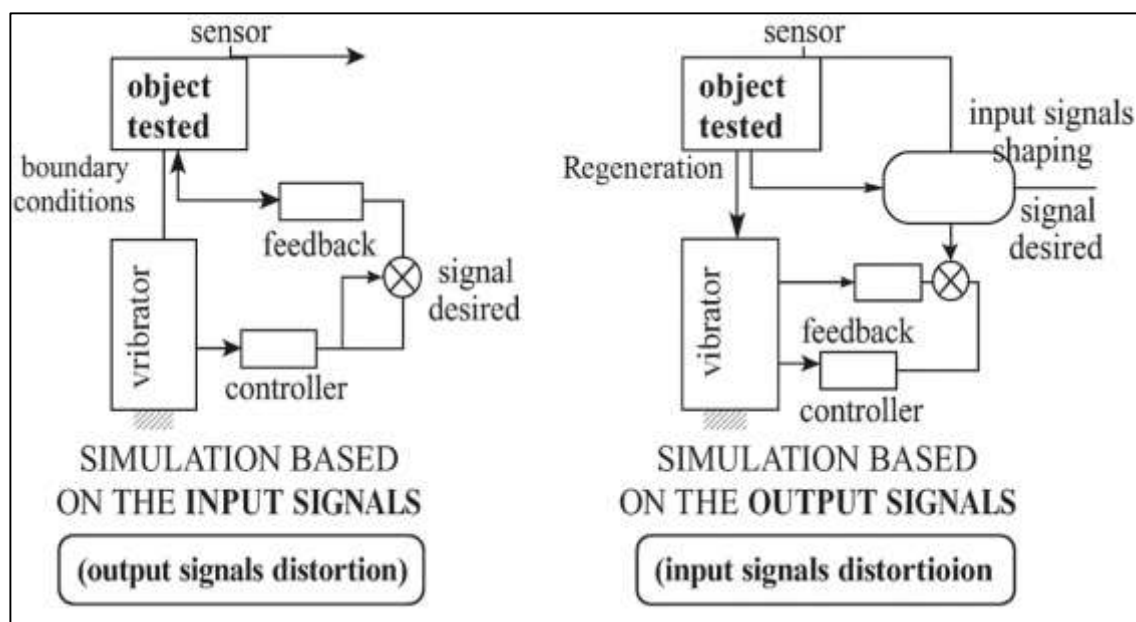 sensor
object
tested
boundary
conditions
feedback
signal
desired
vribrator
controller
SIMULATION BASED
ON THE INPUT SIGNALS
(output signals distortion)
sensor
object
tested
input signals
shaping
Regeneration
signal
desired
vibrator
feedback
controller
SIMULATION BASED
ON THE OUTPUT SIGNALS
(input signals distortioion